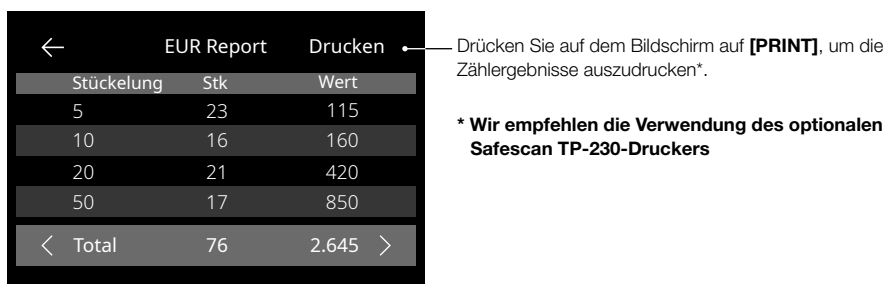 EUR Report Drucken
Stückelung Stk Wert
5 23 115
10 16 160
20 21 420
50 17 850
Total 76 2.645
Drücken Sie auf dem Bildschirm auf [PRINT], um die
Zählergebnisse auszudrucken*.
* Wir empfehlen die Verwendung des optionalen
Safescan TP-230-Druckers